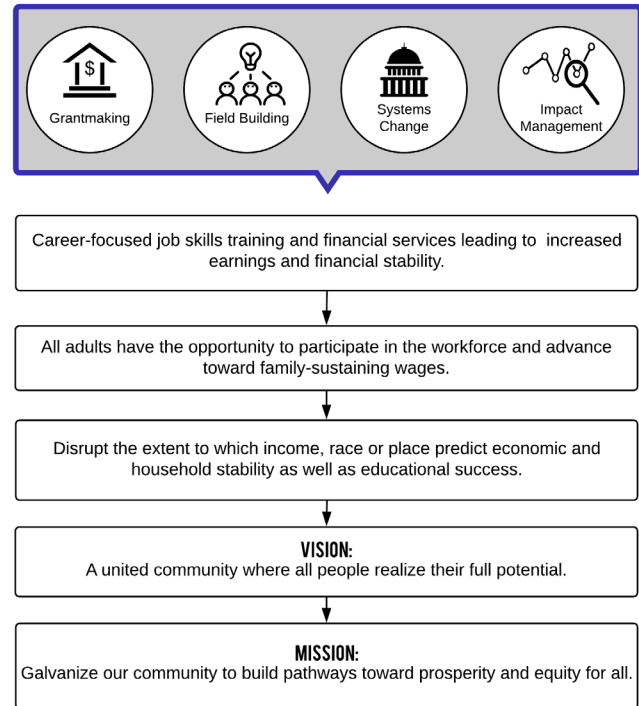 $
Grantmaking
Field Building
Systems
Change
Impact
Management
Career-focused job skills training and financial services leading to increased
earnings and financial stability.
All adults have the opportunity to participate in the workforce and advance
toward family-sustaining wages.
Disrupt the extent to which income, race or place predict economic and
household stability as well as educational success.
VISION:
A united community where all people realize their full potential.
MISSION:
Galvanize our community to build pathways toward prosperity and equity for all.